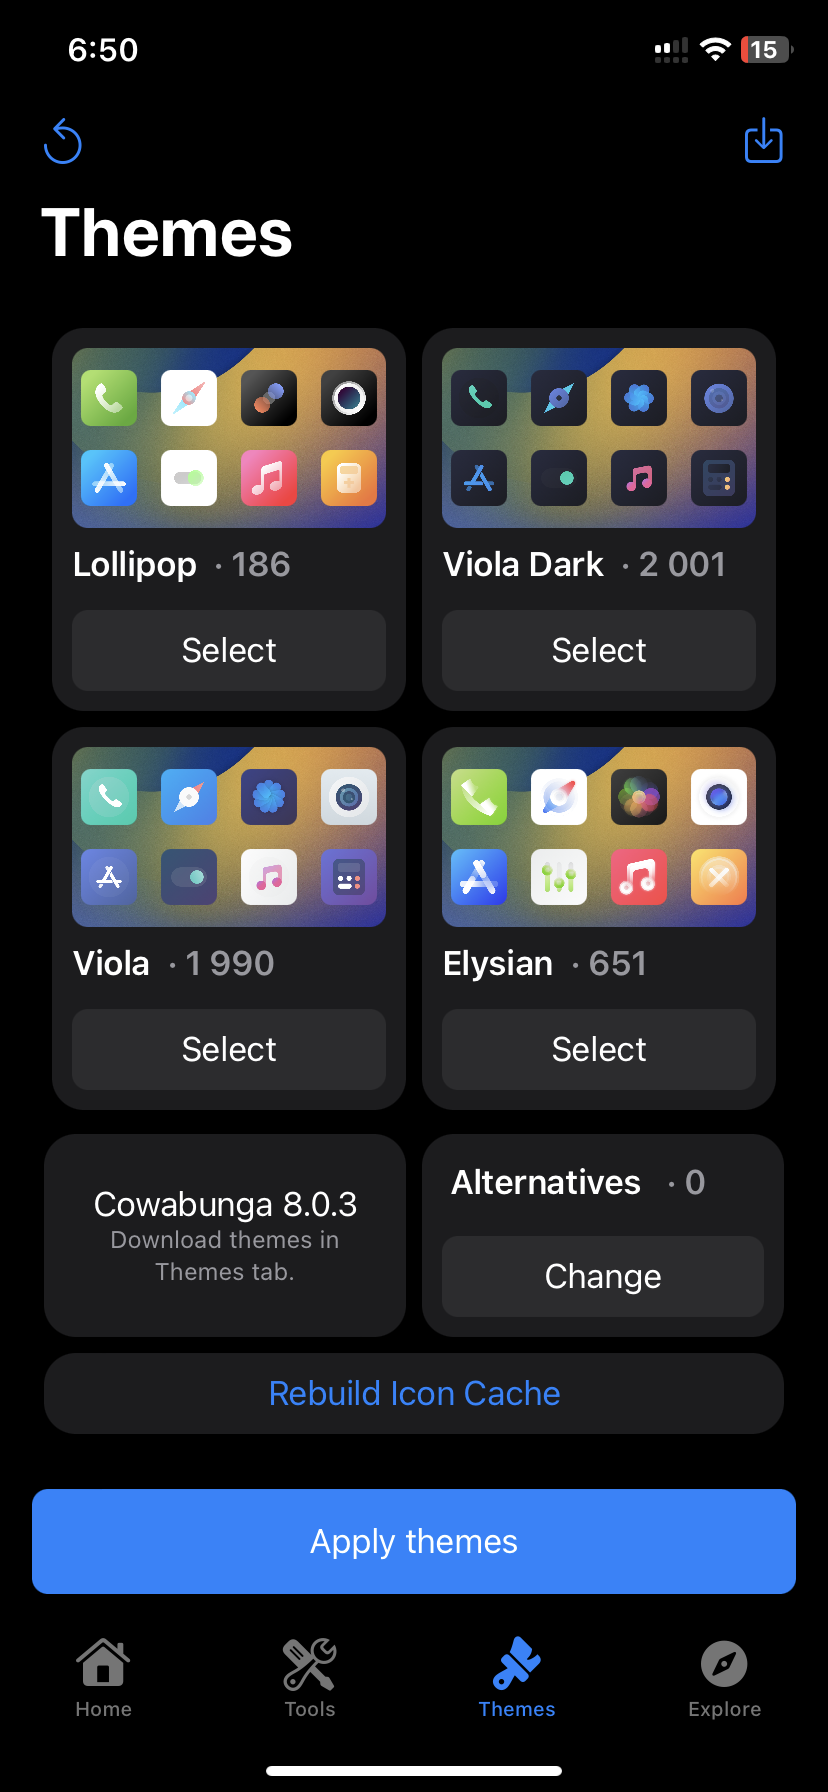 6:50
15
Themes
Lollipop · 186
Viola Dark · 2 001
Select
Select
Viola · 1 990
Elysian · 651
Select
Select
Cowabunga 8.0.3
Download themes in
Themes tab.
Alternatives · 0
Change
Rebuild Icon Cache
Apply themes
Home
Tools
Themes
Explore